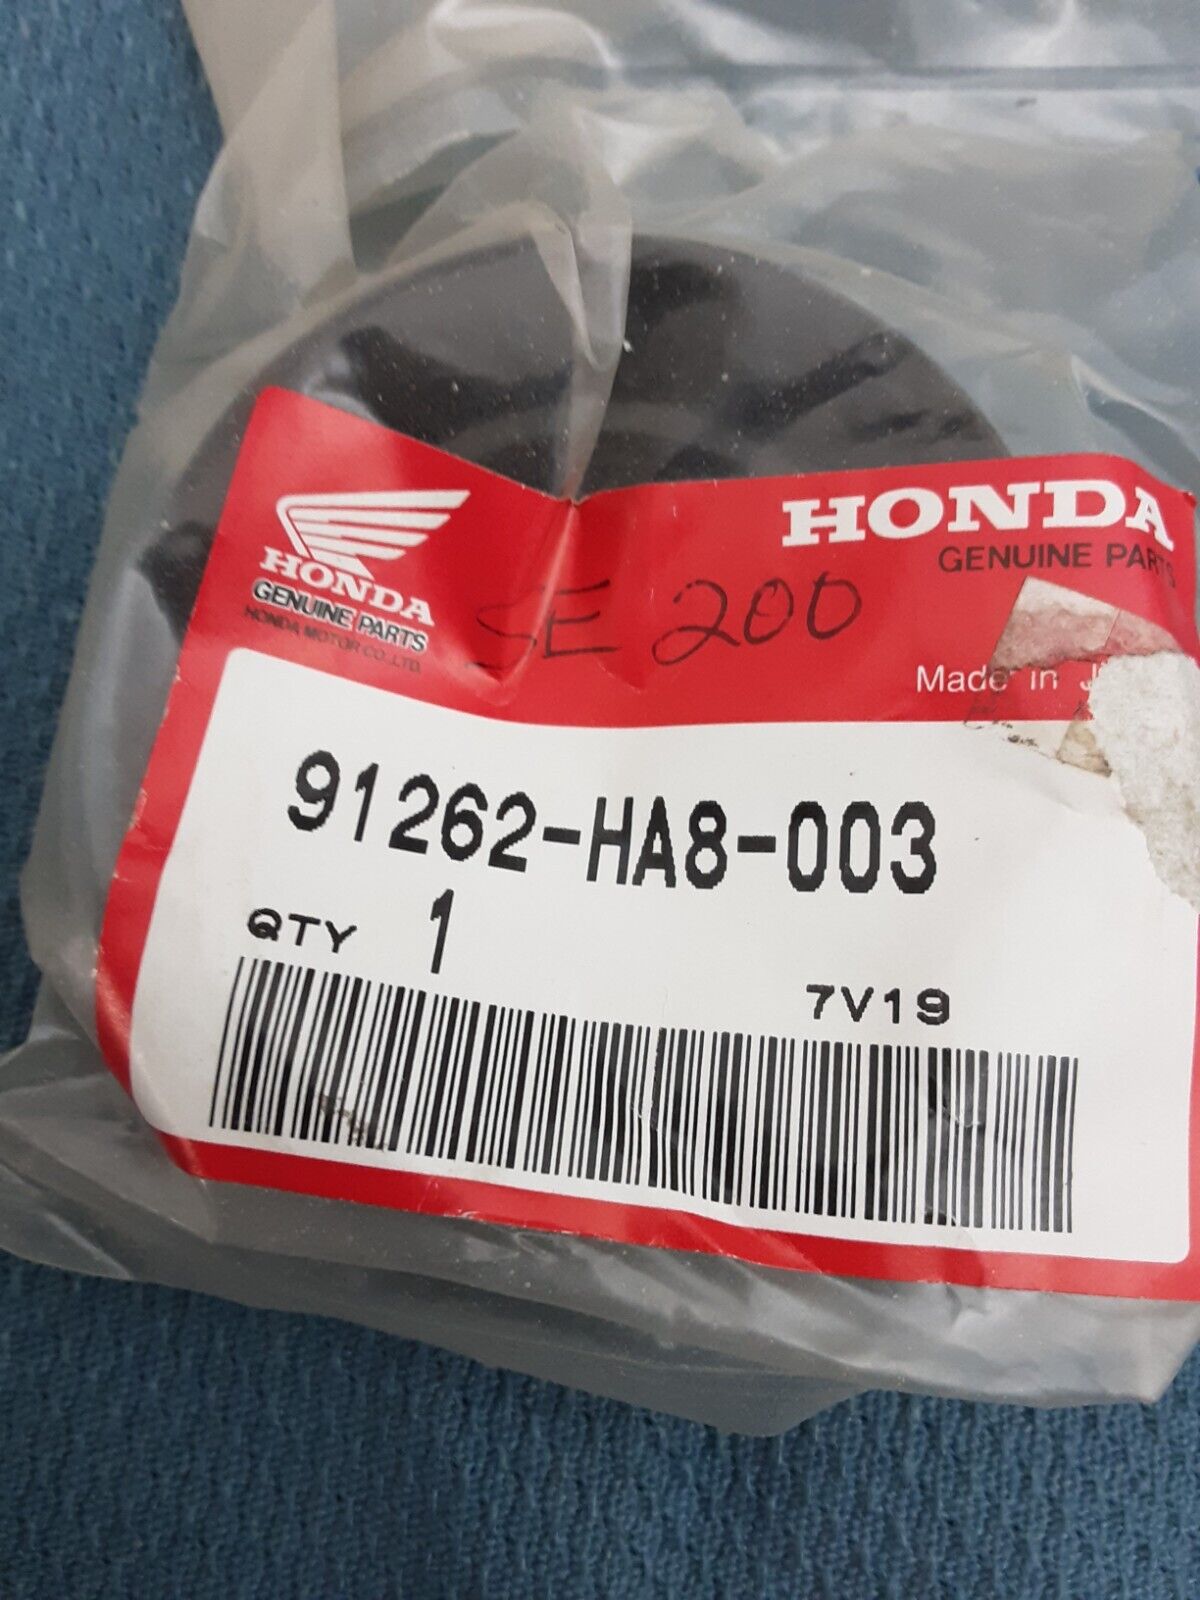 HONDA
GENUINE PARTS
HONDA MOTOR CO.,LTD.
HONDA
GENUINE PARTS
SE 200
Made in
91262-HA8-003
QTY 1
7V19